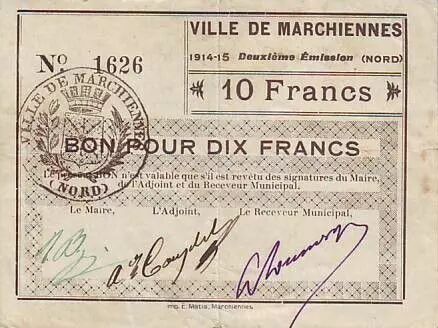 VILLE DE MARCHIENNES
1914-15 Deuxième Émission (NORD)
No 1626
10 Francs
VILLE DE MARCHIENNES
(NORD)
BON POUR DIX FRANCS
Le N n'est valable que s'il est revêtu des signatures du Maire,
de l'Adjoint et du Receveur Municipal.
Le Maire, L'Adjoint, Le Receveur Municipal,
Imp. E. Matis, Marchiennes.